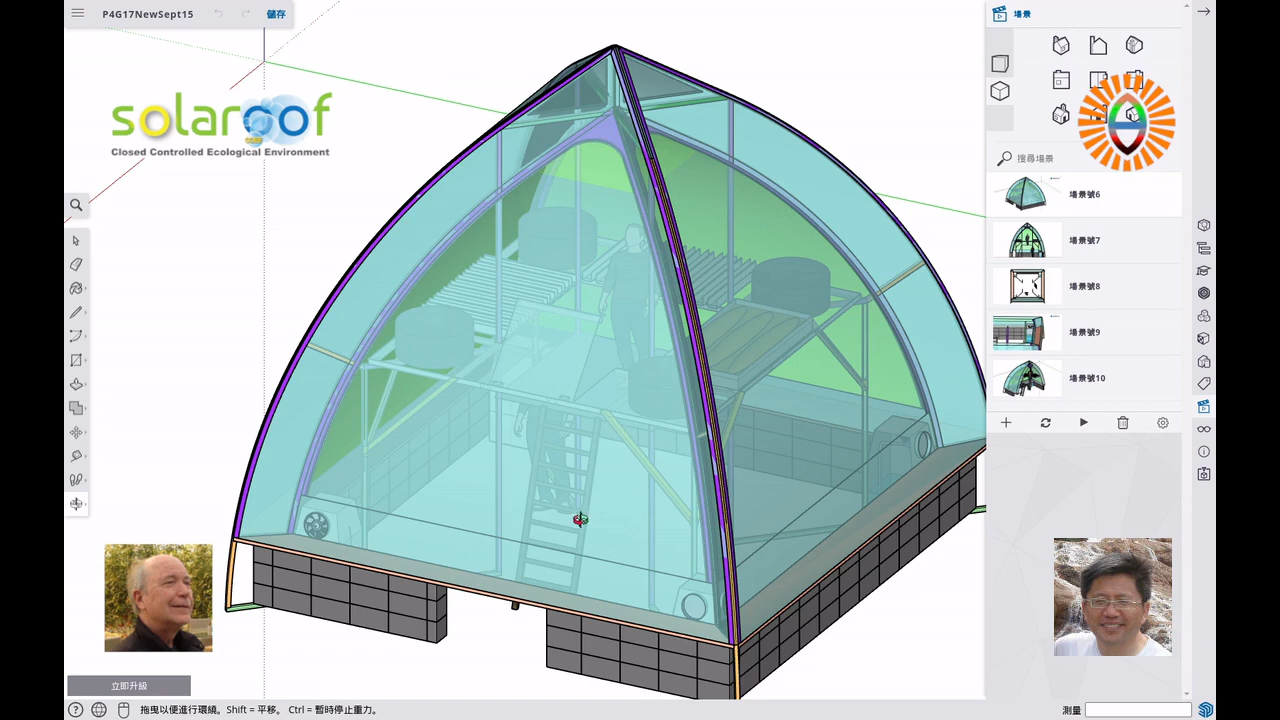 P4G17NewSept15
儲存
場景
solaroof
Closed Controlled Ecological Environment
搜尋場景
場景號6
場景號7
場景號8
場景號9
場景號10
立即升級
拖曳以便進行環繞。Shift = 平移。 Ctrl = 暫時停止重力。
測量